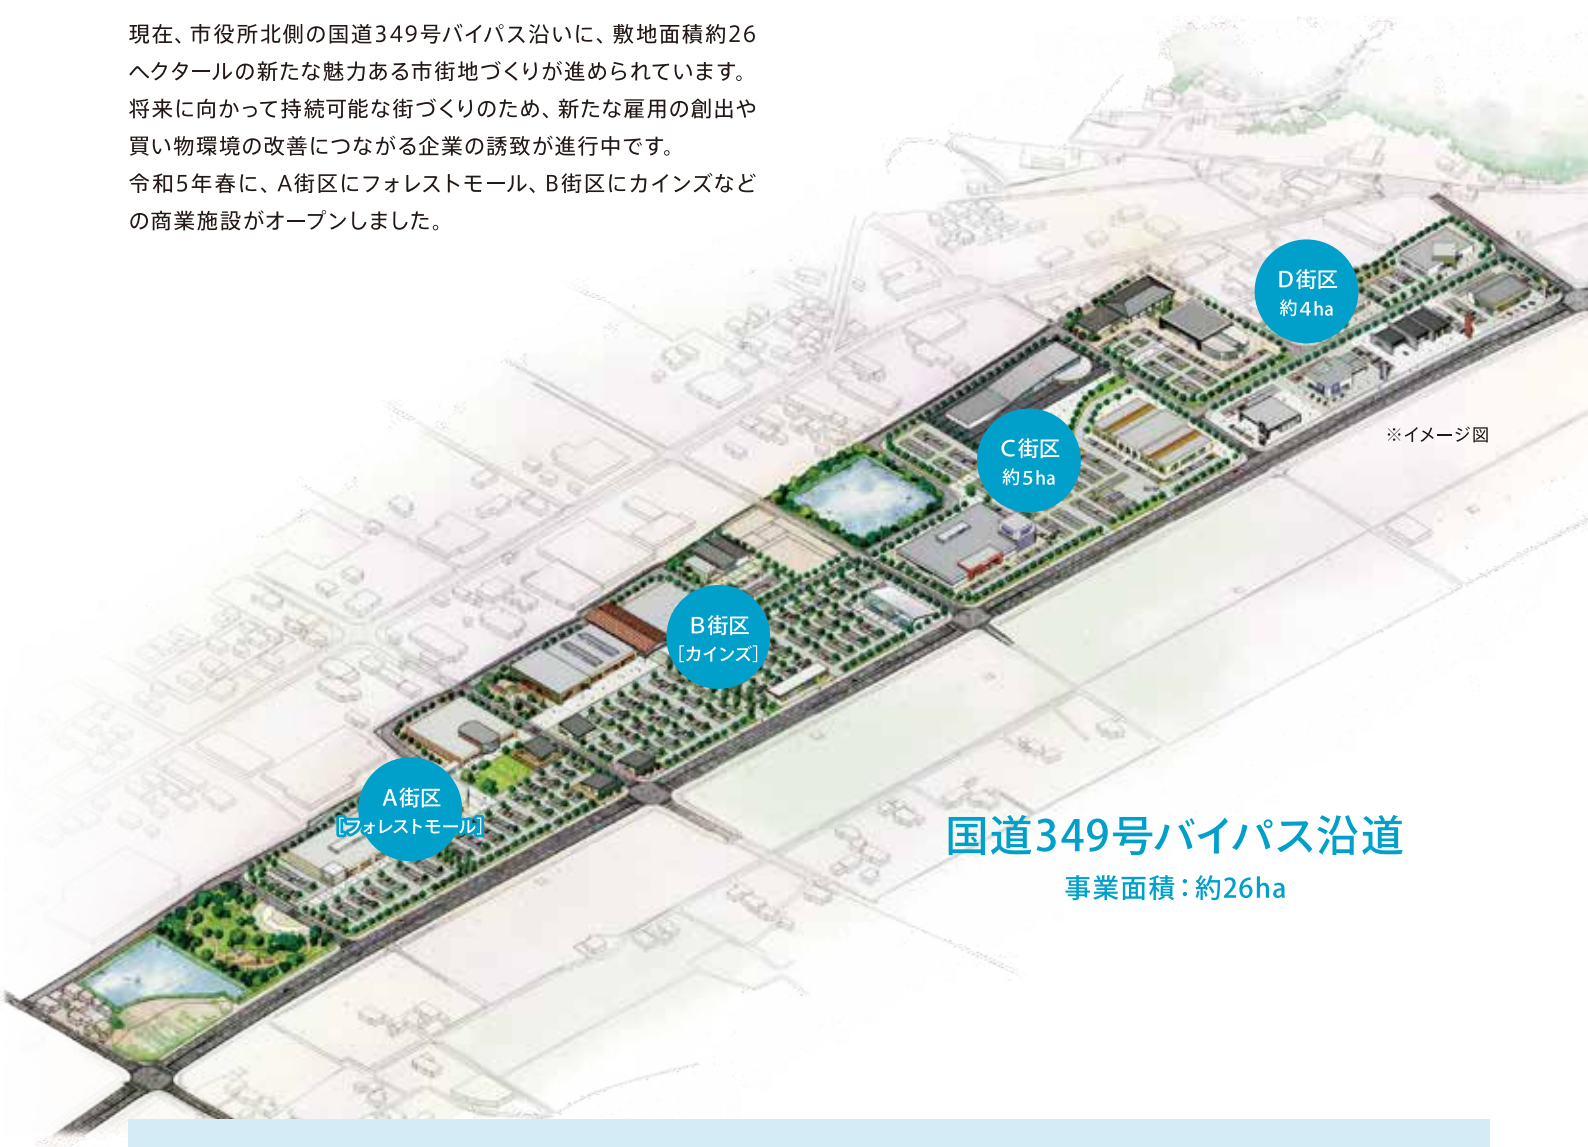 現在、市役所北側の国道349号バイパス沿いに、敷地面積約26
ヘクタールの新たな魅力ある市街地づくりが進められています。
将来に向かって持続可能な街づくりのため、新たな雇用の創出や
買い物環境の改善につながる企業の誘致が進行中です。
令和5年春に、A街区にフォレストモール、B街区にカインズなど
の商業施設がオープンしました。
D街区
約4ha
※イメージ図
C街区
約5ha
B街区
[カインズ]
A街区
[フォレストモール]
国道349号バイパス沿道
事業面積：約26ha